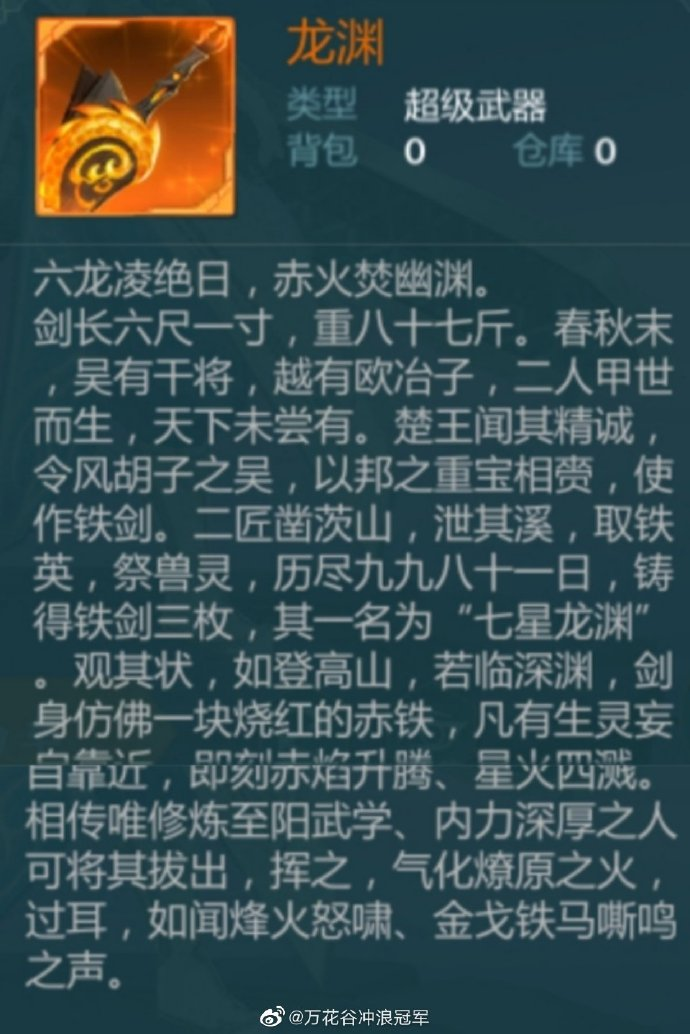 龙渊
类型 超级武器
背包 0 仓库 0
六龙凌绝日，赤火焚幽渊。
剑长六尺一寸，重八十七斤。春秋末
，吴有干将，越有欧冶子，二人甲世
而生，天下未尝有。楚王闻其精诚，
令风胡子之吴，以邦之重宝相赍，使
作铁剑。二匠凿茨山，泄其溪，取铁
英，祭兽灵，历尽九九八十一日，铸
得铁剑三枚，其一名为“七星龙渊”
。观其状，如登高山，若临深渊，剑
身仿佛一块烧红的赤铁，凡有生灵妄
自靠近，即刻赤焰升腾、星火四溅。
相传唯修炼至阳武学、内力深厚之人
可将其拔出，挥之，气化燎原之火，
过耳，如闻烽火怒啸、金戈铁马嘶鸣
之声。
@万花谷冲浪冠军